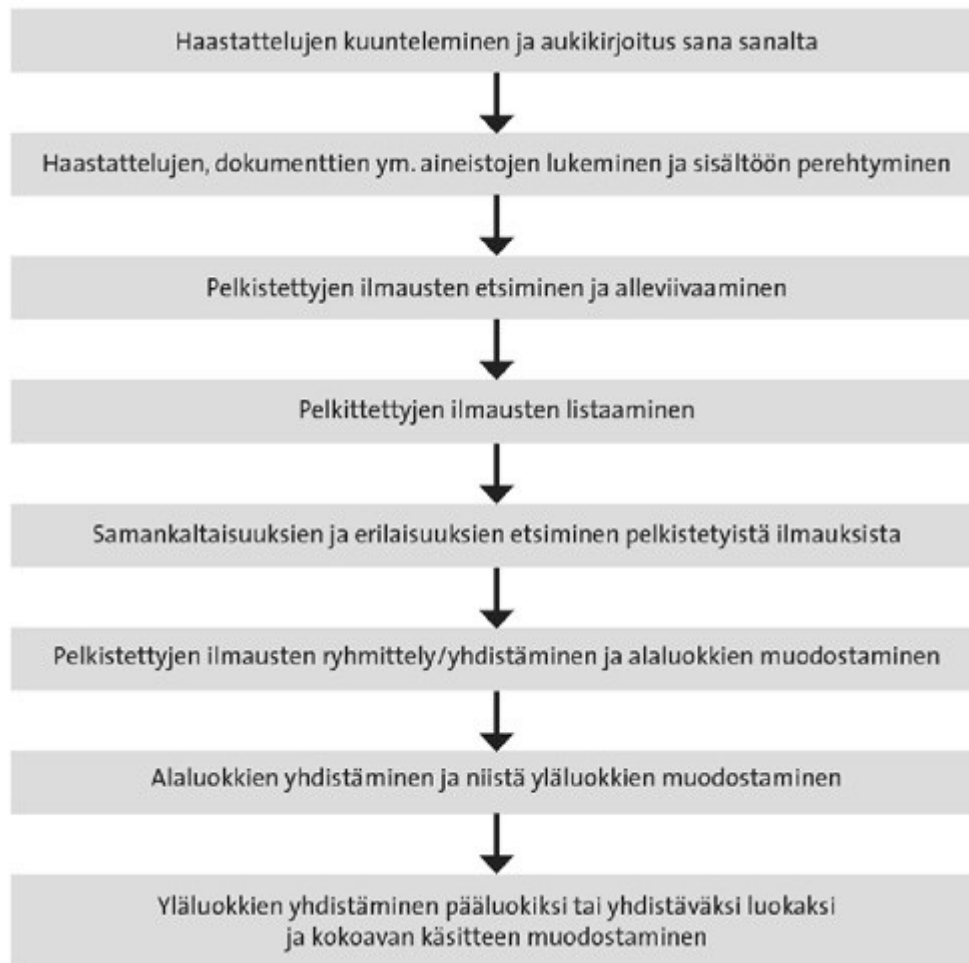 Haastattelujen kuunteleminen ja aukikirjoitus sana sanalta
Haastattelujen, dokumenttien ym. aineistojen lukeminen ja sisältöön perehtyminen
Pelkistettyjen ilmausten etsiminen ja alleviivaaminen
Pelkittettyjen ilmausten listaaminen
Samankaltaisuuksien ja erilaisuuksien etsiminen pelkistetyistä ilmauksista
Pelkistettyjen ilmausten ryhmittely/yhdistäminen ja alaluokkien muodostaminen
Alaluokkien yhdistäminen ja niistä yläluokkien muodostaminen
Yläluokkien yhdistäminen pääluokiksi tai yhdistäväksi luokaksi
ja kokoavan käsitteen muodostaminen